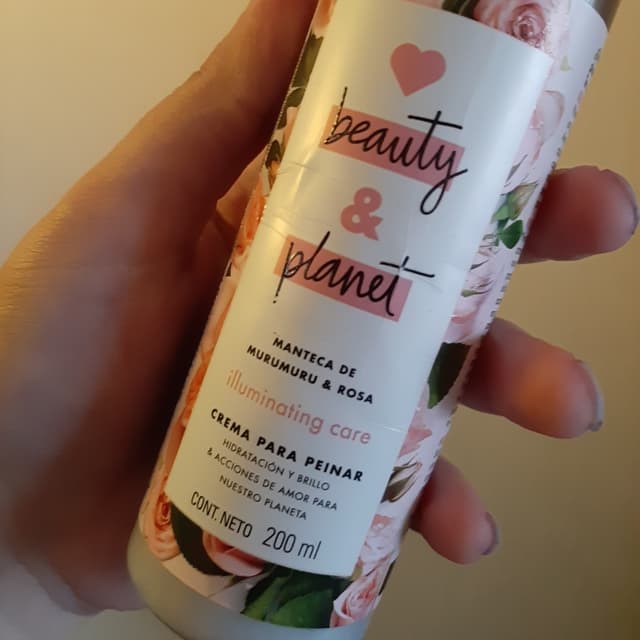 beauty
&
planet
MANTECA DE
MURUMURU & ROSA
illuminating care
CREMA PARA PEINAR
HIDRATACIÓN Y BRILLO
& ACCIONES DE AMOR PARA
NUESTRO PLANETA
CONT. NETO 200 ml